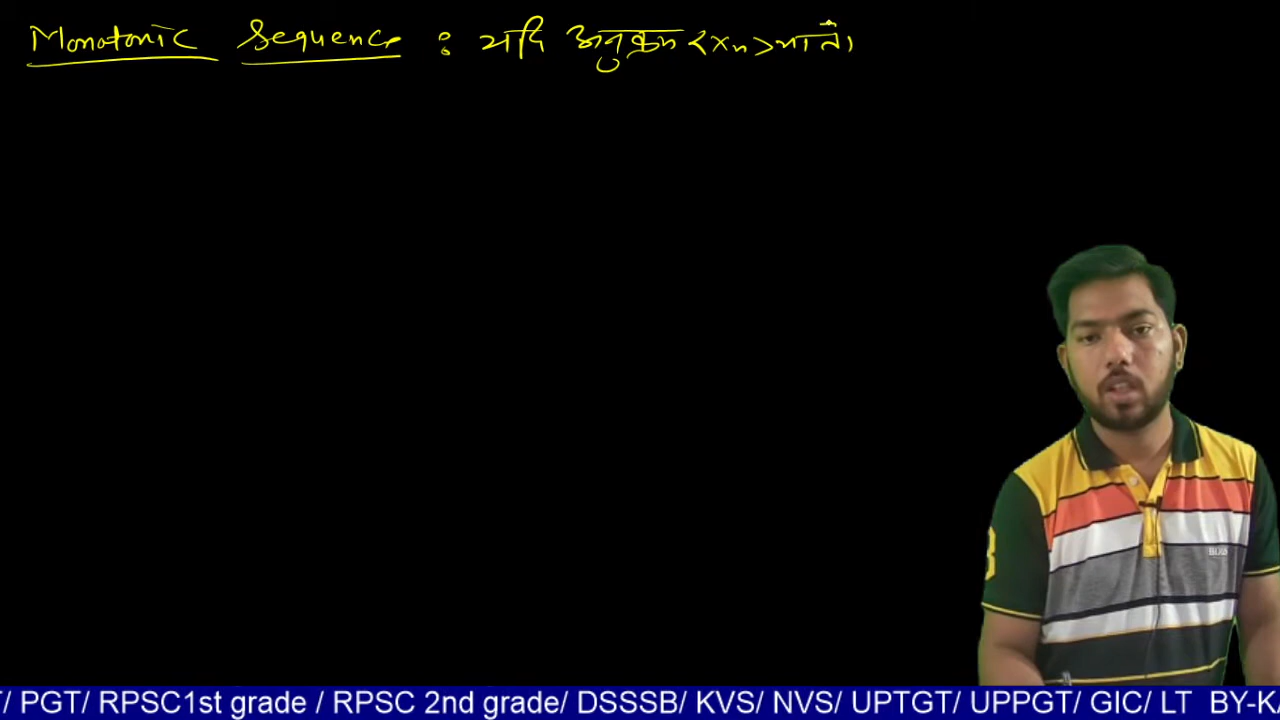 Monotonic Sequence : यदि अनुक्रम <xn>
T/ PGT/ RPSC1st grade / RPSC 2nd grade/ DSSSB/ KVS/ NVS/ UPTGT/ UPPGT/ GIC/ LT BY-KA